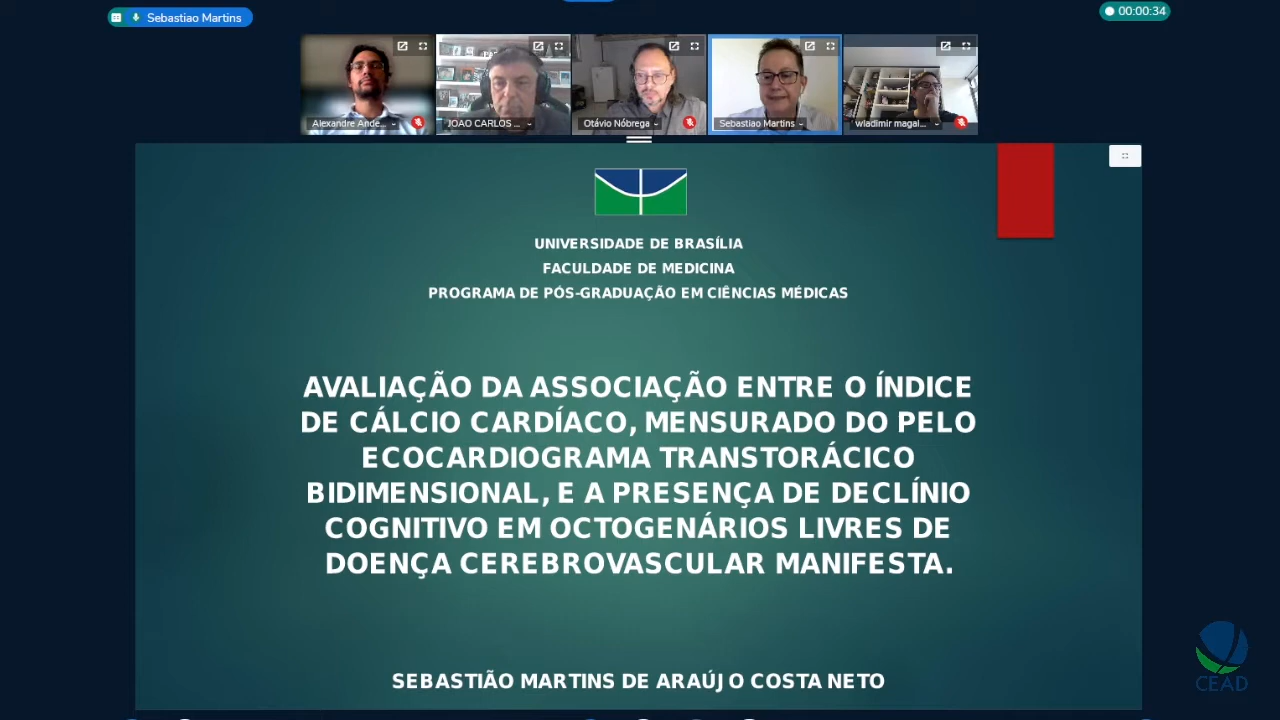 Sebastiao Martins
00:00:34
Alexandre Ande...
JOAO CARLOS ...
Otávio Nóbrega
Sebastiao Martins
wladimir magal...
UNIVERSIDADE DE BRASÍLIA
FACULDADE DE MEDICINA
PROGRAMA DE PÓS-GRADUAÇÃO EM CIÊNCIAS MÉDICAS
AVALIAÇÃO DA ASSOCIAÇÃO ENTRE O ÍNDICE
DE CÁLCIO CARDÍACO, MENSURADO DO PELO
ECOCARDIOGRAMA TRANSTORÁCICO
BIDIMENSIONAL, E A PRESENÇA DE DECLÍNIO
COGNITIVO EM OCTOGENÁRIOS LIVRES DE
DOENÇA CEREBROVASCULAR MANIFESTA.
SEBASTIÃO MARTINS DE ARAÚJO COSTA NETO
CEAD